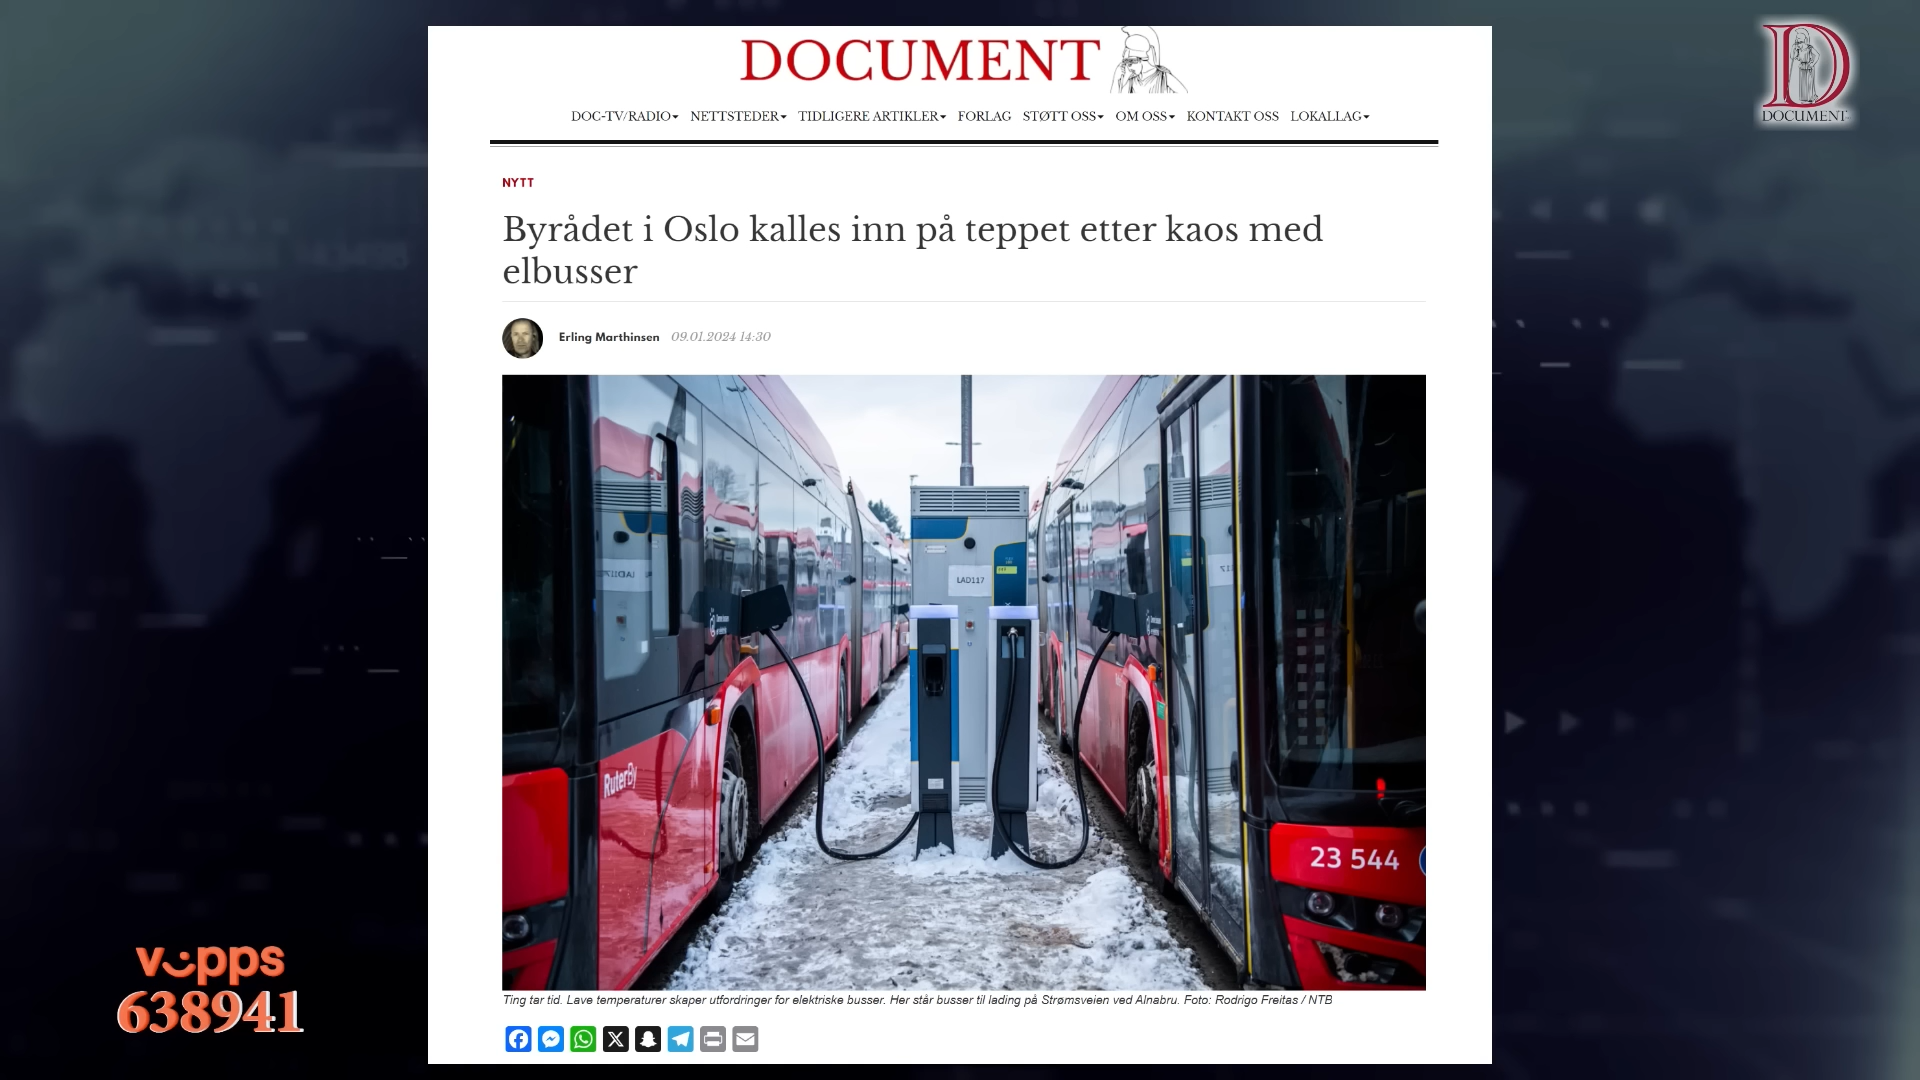 DOCUMENT
DOCUMENT
DOC-TV/RADIO NETTSTEDER TIDLIGERE ARTIKLER FORLAG STØTT OSS OM OSS KONTAKT OSS LOKALLAG
NYTT
Byrådet i Oslo kalles inn på teppet etter kaos med
elbusser
Erling Marthinsen 09.01.2024 14:30
LAD117
RuterBy
23 544
Ting tar tid. Lave temperaturer skaper utfordringer for elektriske busser. Her står busser til lading på Strømsveien ved Alnabru. Foto: Rodrigo Freitas / NTB
vipps
638941